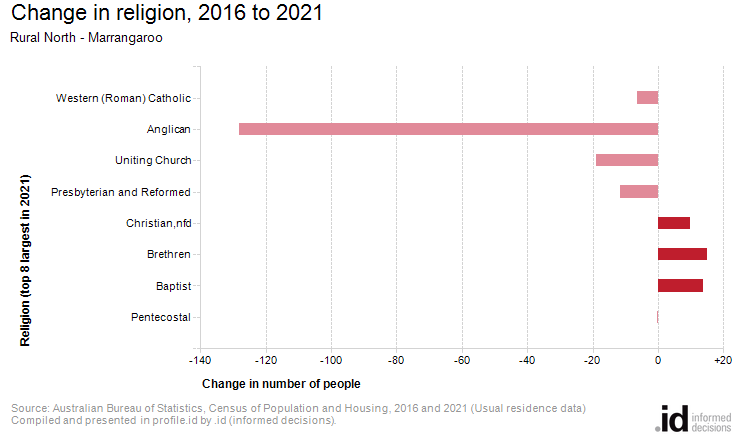 Change in religion, 2016 to 2021
Rural North - Marrangaroo
Religion (top 8 largest in 2021)
Western (Roman) Catholic
Anglican
Uniting Church
Presbyterian and Reformed
Christian,nfd
Brethren
Baptist
Pentecostal
-140 -120 -100 -80 -60 -40 -20 0 +20
Change in number of people
Source: Australian Bureau of Statistics, Census of Population and Housing, 2016 and 2021 (Usual residence data)
Compiled and presented in profile.id by .id (informed decisions).
.id informed
decisions